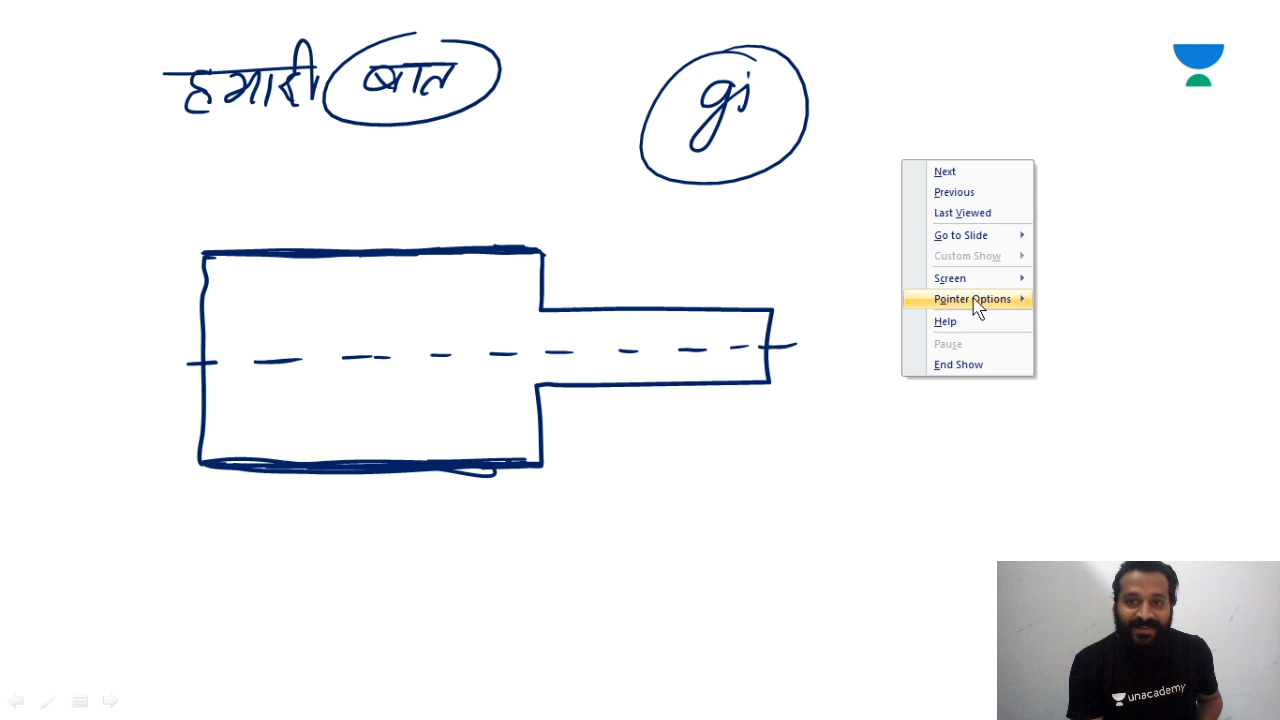 हमारी बात
gi
Next
Previous
Last Viewed
Go to Slide
Custom Show
Screen
Pointer Options
Help
Pause
End Show
unacademy